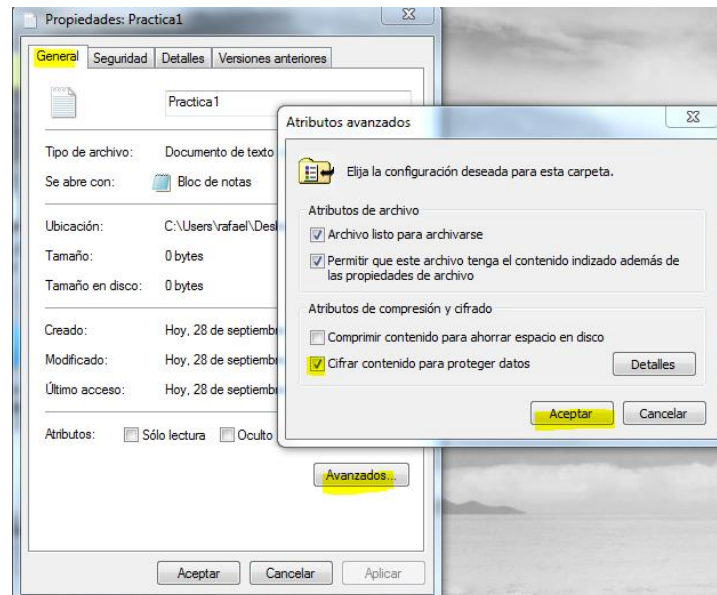 Propiedades: Practica1
General Seguridad Detalles Versiones anteriores
Practica1
Tipo de archivo: Documento de texto
Se abre con: Bloc de notas
Ubicación: C:\Users\rafael\Des
Tamaño: 0 bytes
Tamaño en disco: 0 bytes
Creado: Hoy, 28 de septiemb
Modificado: Hoy, 28 de septiemb
Último acceso: Hoy, 28 de septiemb
Atributos: Sólo lectura Oculto
Avanzados...
Aceptar Cancelar Aplicar
Atributos avanzados
Elija la configuración deseada para esta carpeta.
Atributos de archivo
Archivo listo para archivarse
Permitir que este archivo tenga el contenido indizado además de
las propiedades de archivo
Atributos de compresión y cifrado
Comprimir contenido para ahorrar espacio en disco
Cifrar contenido para proteger datos Detalles
Aceptar Cancelar